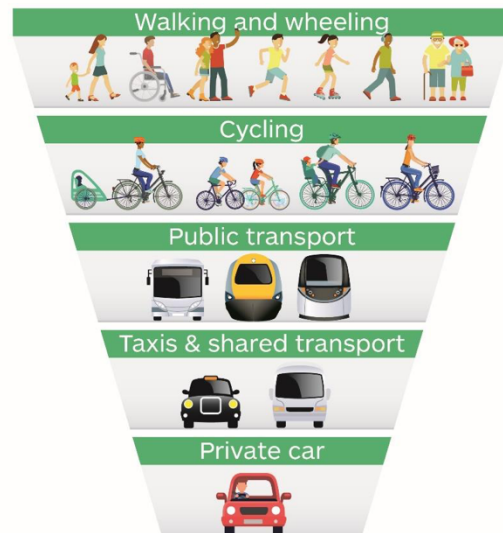 Walking and wheeling
Cycling
Public transport
Taxis & shared transport
Private car